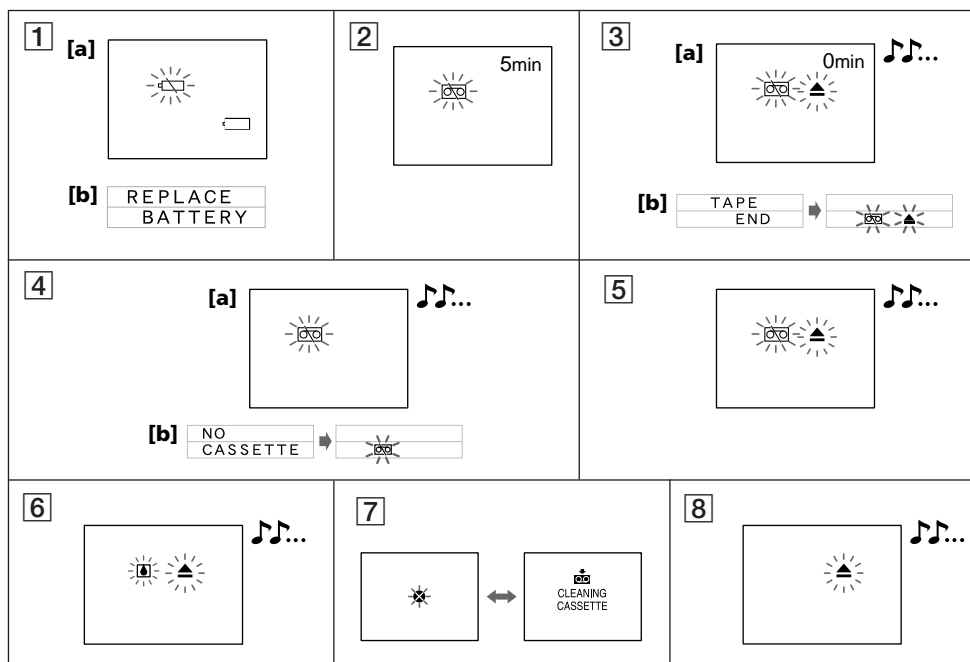 1
[a]
[b] REPLACE
BATTERY
2
5min
3
[a]
0min
[b] TAPE
END
4
[a]
[b] NO
CASSETTE
5
6
7
CLEANING
CASSETTE
8